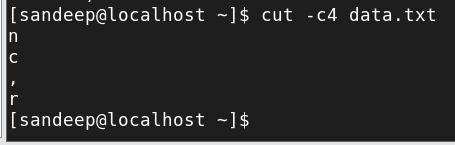 [sandeep@localhost ~]$ cut -c4 data.txt
n
c
,
r
[sandeep@localhost ~]$